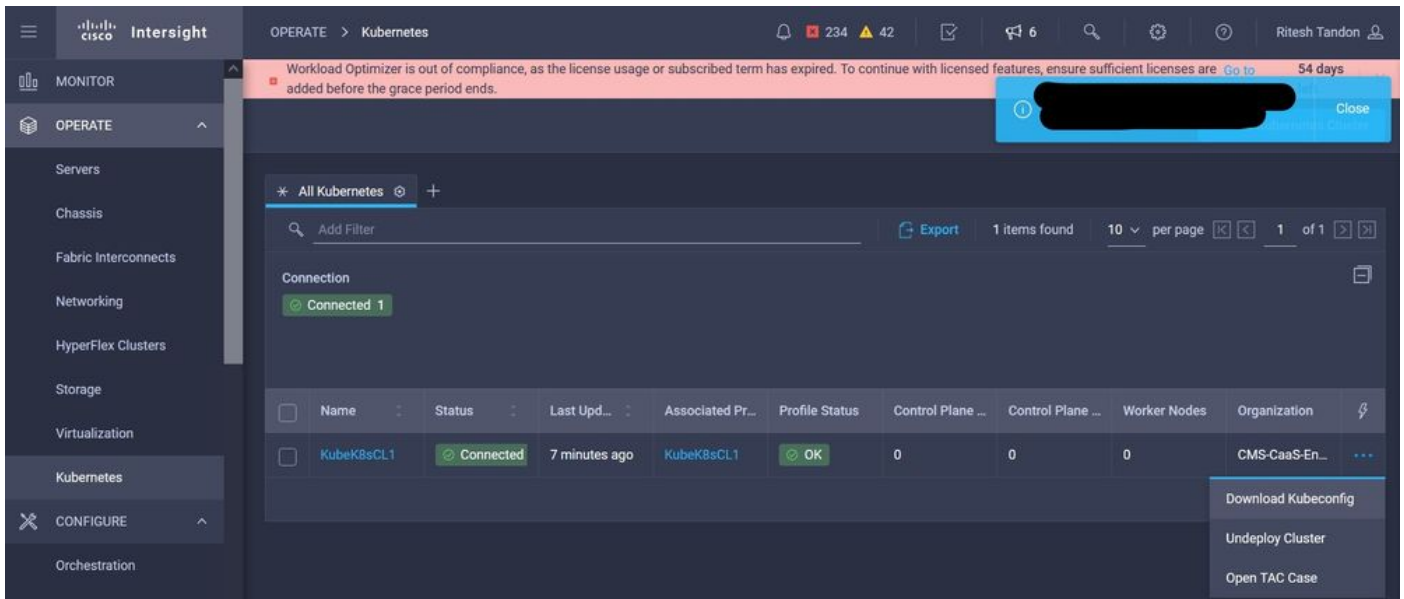 cisco Intersight
OPERATE > Kubernetes
234 42
6
Ritesh Tandon
MONITOR
OPERATE
Servers
Chassis
Fabric Interconnects
Networking
HyperFlex Clusters
Storage
Virtualization
Kubernetes
CONFIGURE
Orchestration
Workload Optimizer is out of compliance, as the license usage or subscribed term has expired. To continue with licensed features, ensure sufficient licenses are Go to 54 days
added before the grace period ends.
Close
All Kubernetes
Add Filter
Export 1 items found 10 per page 1 of 1
Connection
Connected 1
Name Status Last Upd... Associated Pr... Profile Status Control Plane ... Control Plane ... Worker Nodes Organization
KubeK8sCL1 Connected 7 minutes ago KubeK8sCL1 OK 0 0 0 CMS-CaaS-En... ...
Download Kubeconfig
Undeploy Cluster
Open TAC Case